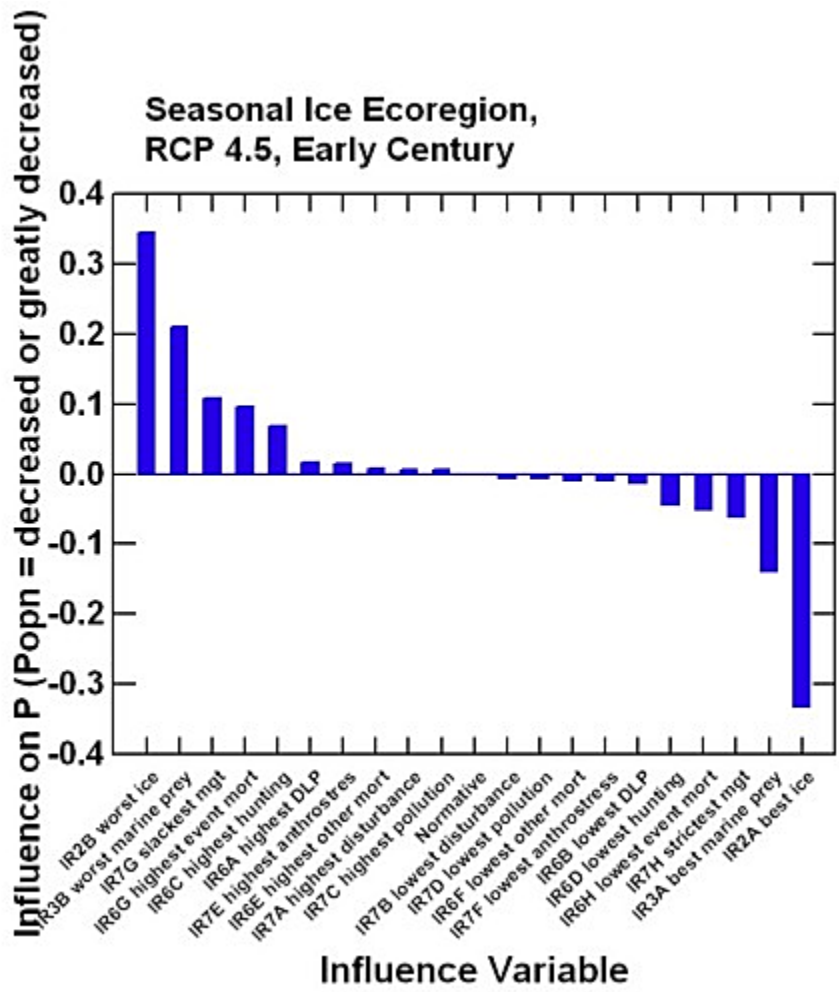 Influence on P (Popn = decreased or greatly decreased)
Seasonal Ice Ecoregion,
RCP 4.5, Early Century
0.4
0.3
0.2
0.1
0.0
-0.1
-0.2
-0.3
-0.4
IR2B worst ice
IR3B worst marine prey
IR7G slackest mgt
IR6G highest event mort
IR6C highest hunting
IR6A highest DLP
IR7E highest anthrostres
IR6E highest other mort
IR7A highest disturbance
IR7C highest pollution
Normative
IR7B lowest disturbance
IR7D lowest pollution
IR6F lowest other mort
IR7F lowest anthrostress
IR6B lowest DLP
IR6D lowest hunting
IR6H lowest event mort
IR7H strictest mgt
IR3A best marine prey
IR2A best ice
Influence Variable